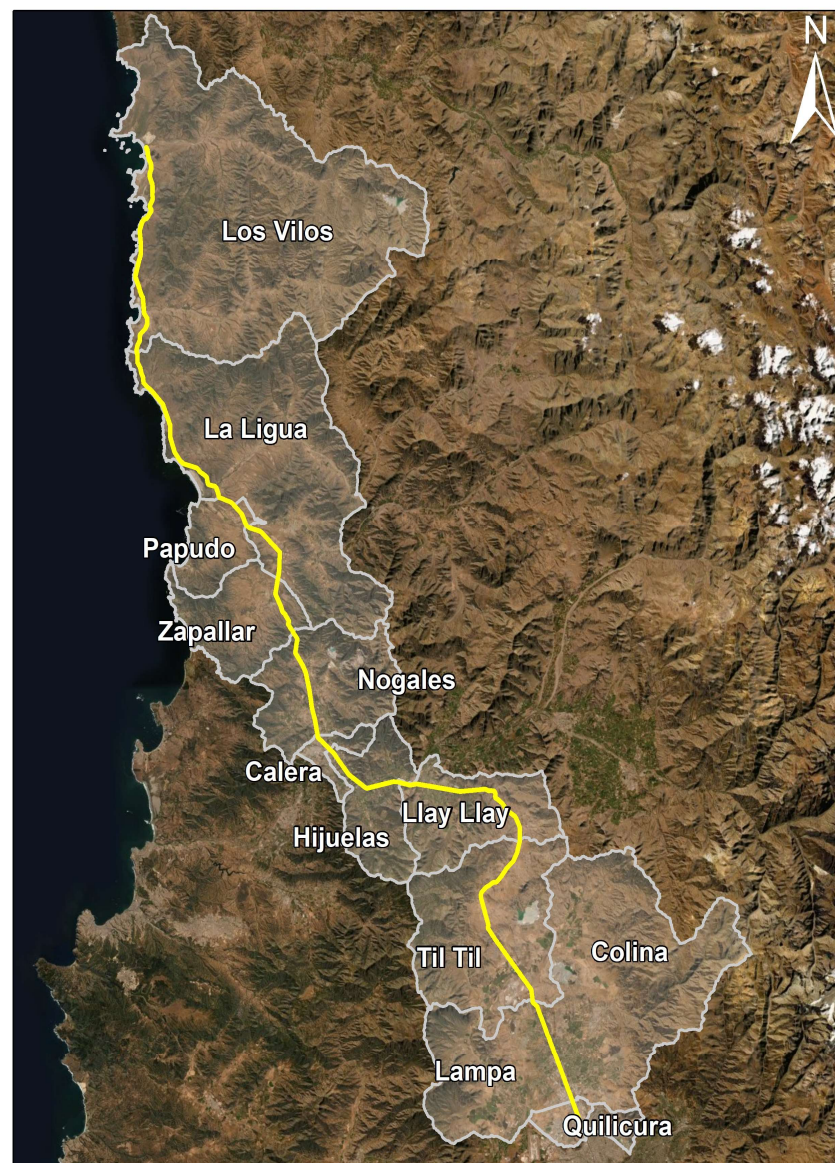 N
Los Vilos
La Ligua
Papudo
Zapallar
Nogales
Calera
Llay Llay
Hijuelas
Til Til
Colina
Lampa
Quilicura